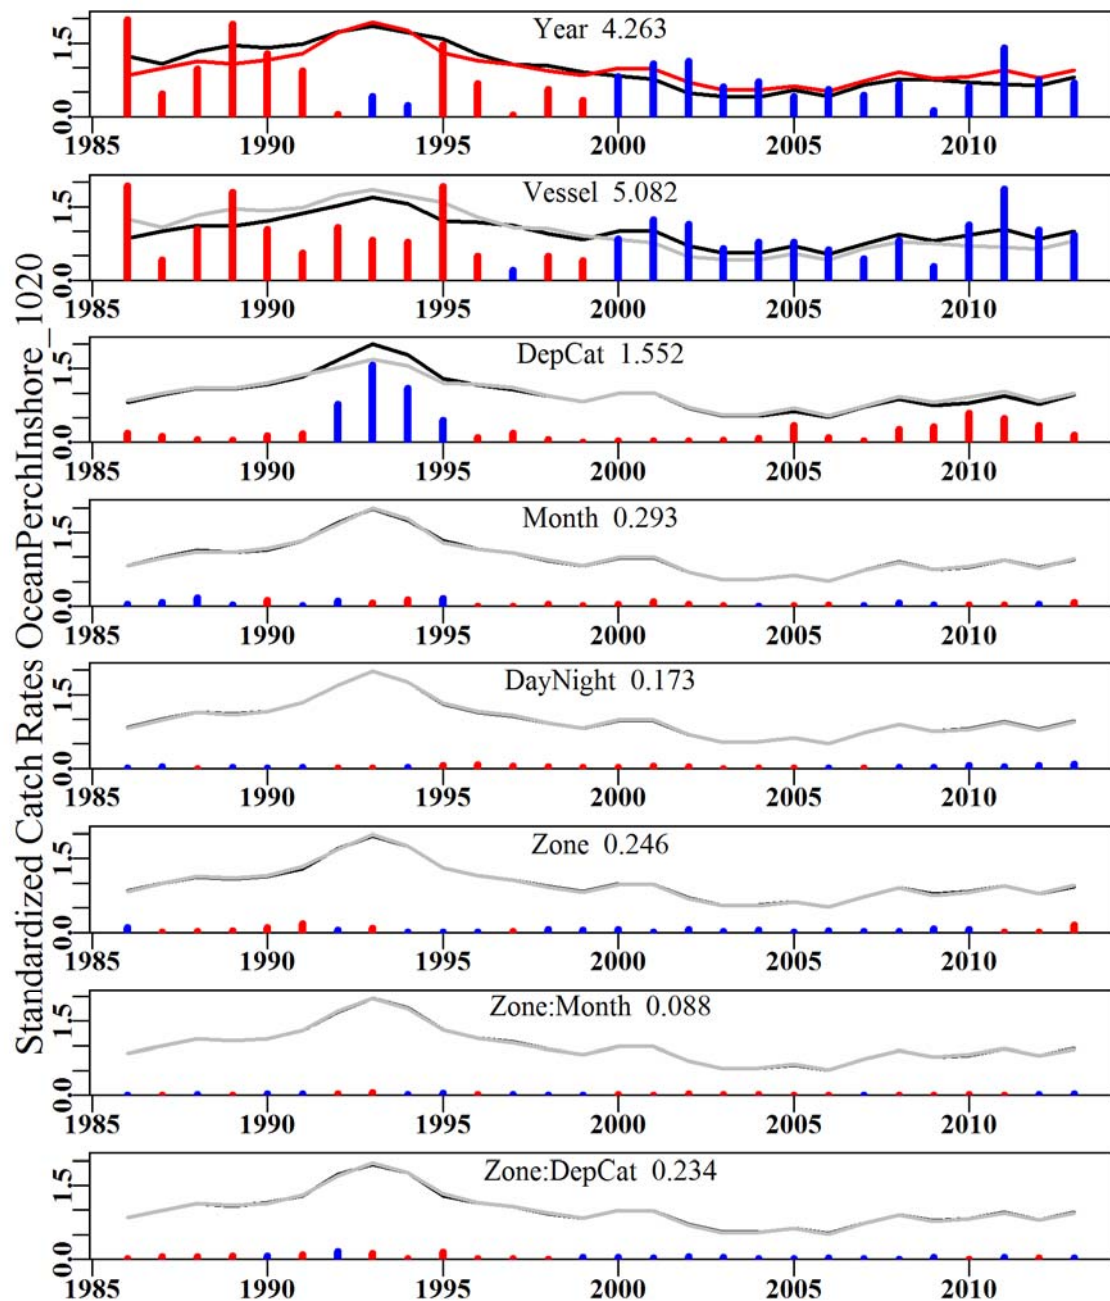 Standardized Catch Rates OceanPerchInshore_1020
Year 4.263
1.5
0.0
1985 1990 1995 2000 2005 2010
Vessel 5.082
1.5
0.0
1985 1990 1995 2000 2005 2010
DepCat 1.552
1.5
0.0
1985 1990 1995 2000 2005 2010
Month 0.293
1.5
0.0
1985 1990 1995 2000 2005 2010
DayNight 0.173
1.5
0.0
1985 1990 1995 2000 2005 2010
Zone 0.246
1.5
0.0
1985 1990 1995 2000 2005 2010
Zone:Month 0.088
1.5
0.0
1985 1990 1995 2000 2005 2010
Zone:DepCat 0.234
1.5
0.0
1985 1990 1995 2000 2005 2010